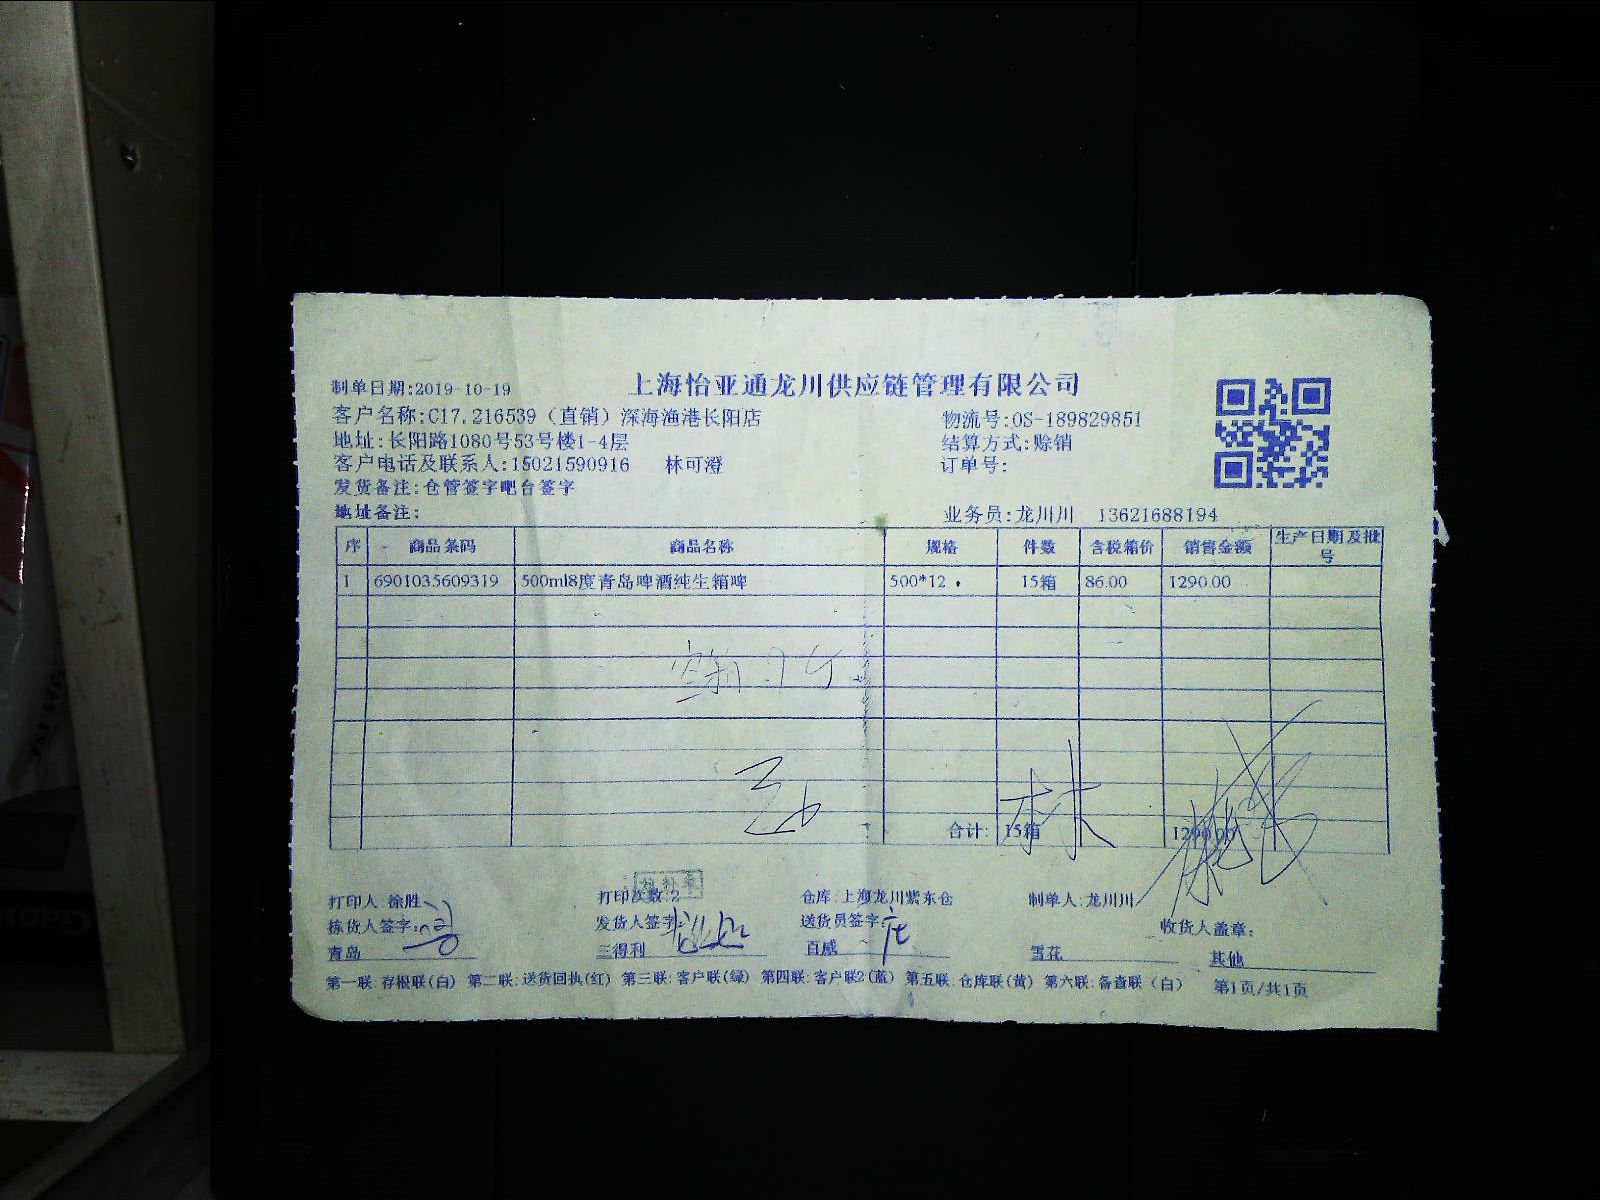 上海怡亚通龙川供应链管理有限公司
制单日期:2019-10-19
客户名称:C17.216539（直销）深海渔港长阳店 物流号:OS-189829851
地址:长阳路1080号53号楼1-4层 结算方式:赊销
客户电话及联系人:15021590916 林可澄 订单号:
发货备注:仓管签字吧台签字
地址备注: 业务员:龙川川 13621688194
序 商品条码 商品名称 规格 件数 含税箱价 销售金额 生产日期及批号
1 6901035609319 500ml8度青岛啤酒纯生箱啤 500*12 15箱 86.00 1290.00
合计: 15箱 1290.00
打印人 徐胜 打印次数:2 仓库:上海龙川紫东仓 制单人:龙川川
拣货人签字: 发货人签字: 送货员签字: 收货人盖章:
青岛 三得利 百威 雪花 其他
第一联:存根联(白) 第二联:送货回执(红) 第三联:客户联(绿) 第四联:客户联2(蓝) 第五联:仓库联(黄) 第六联:备查联（白） 第1页/共1页